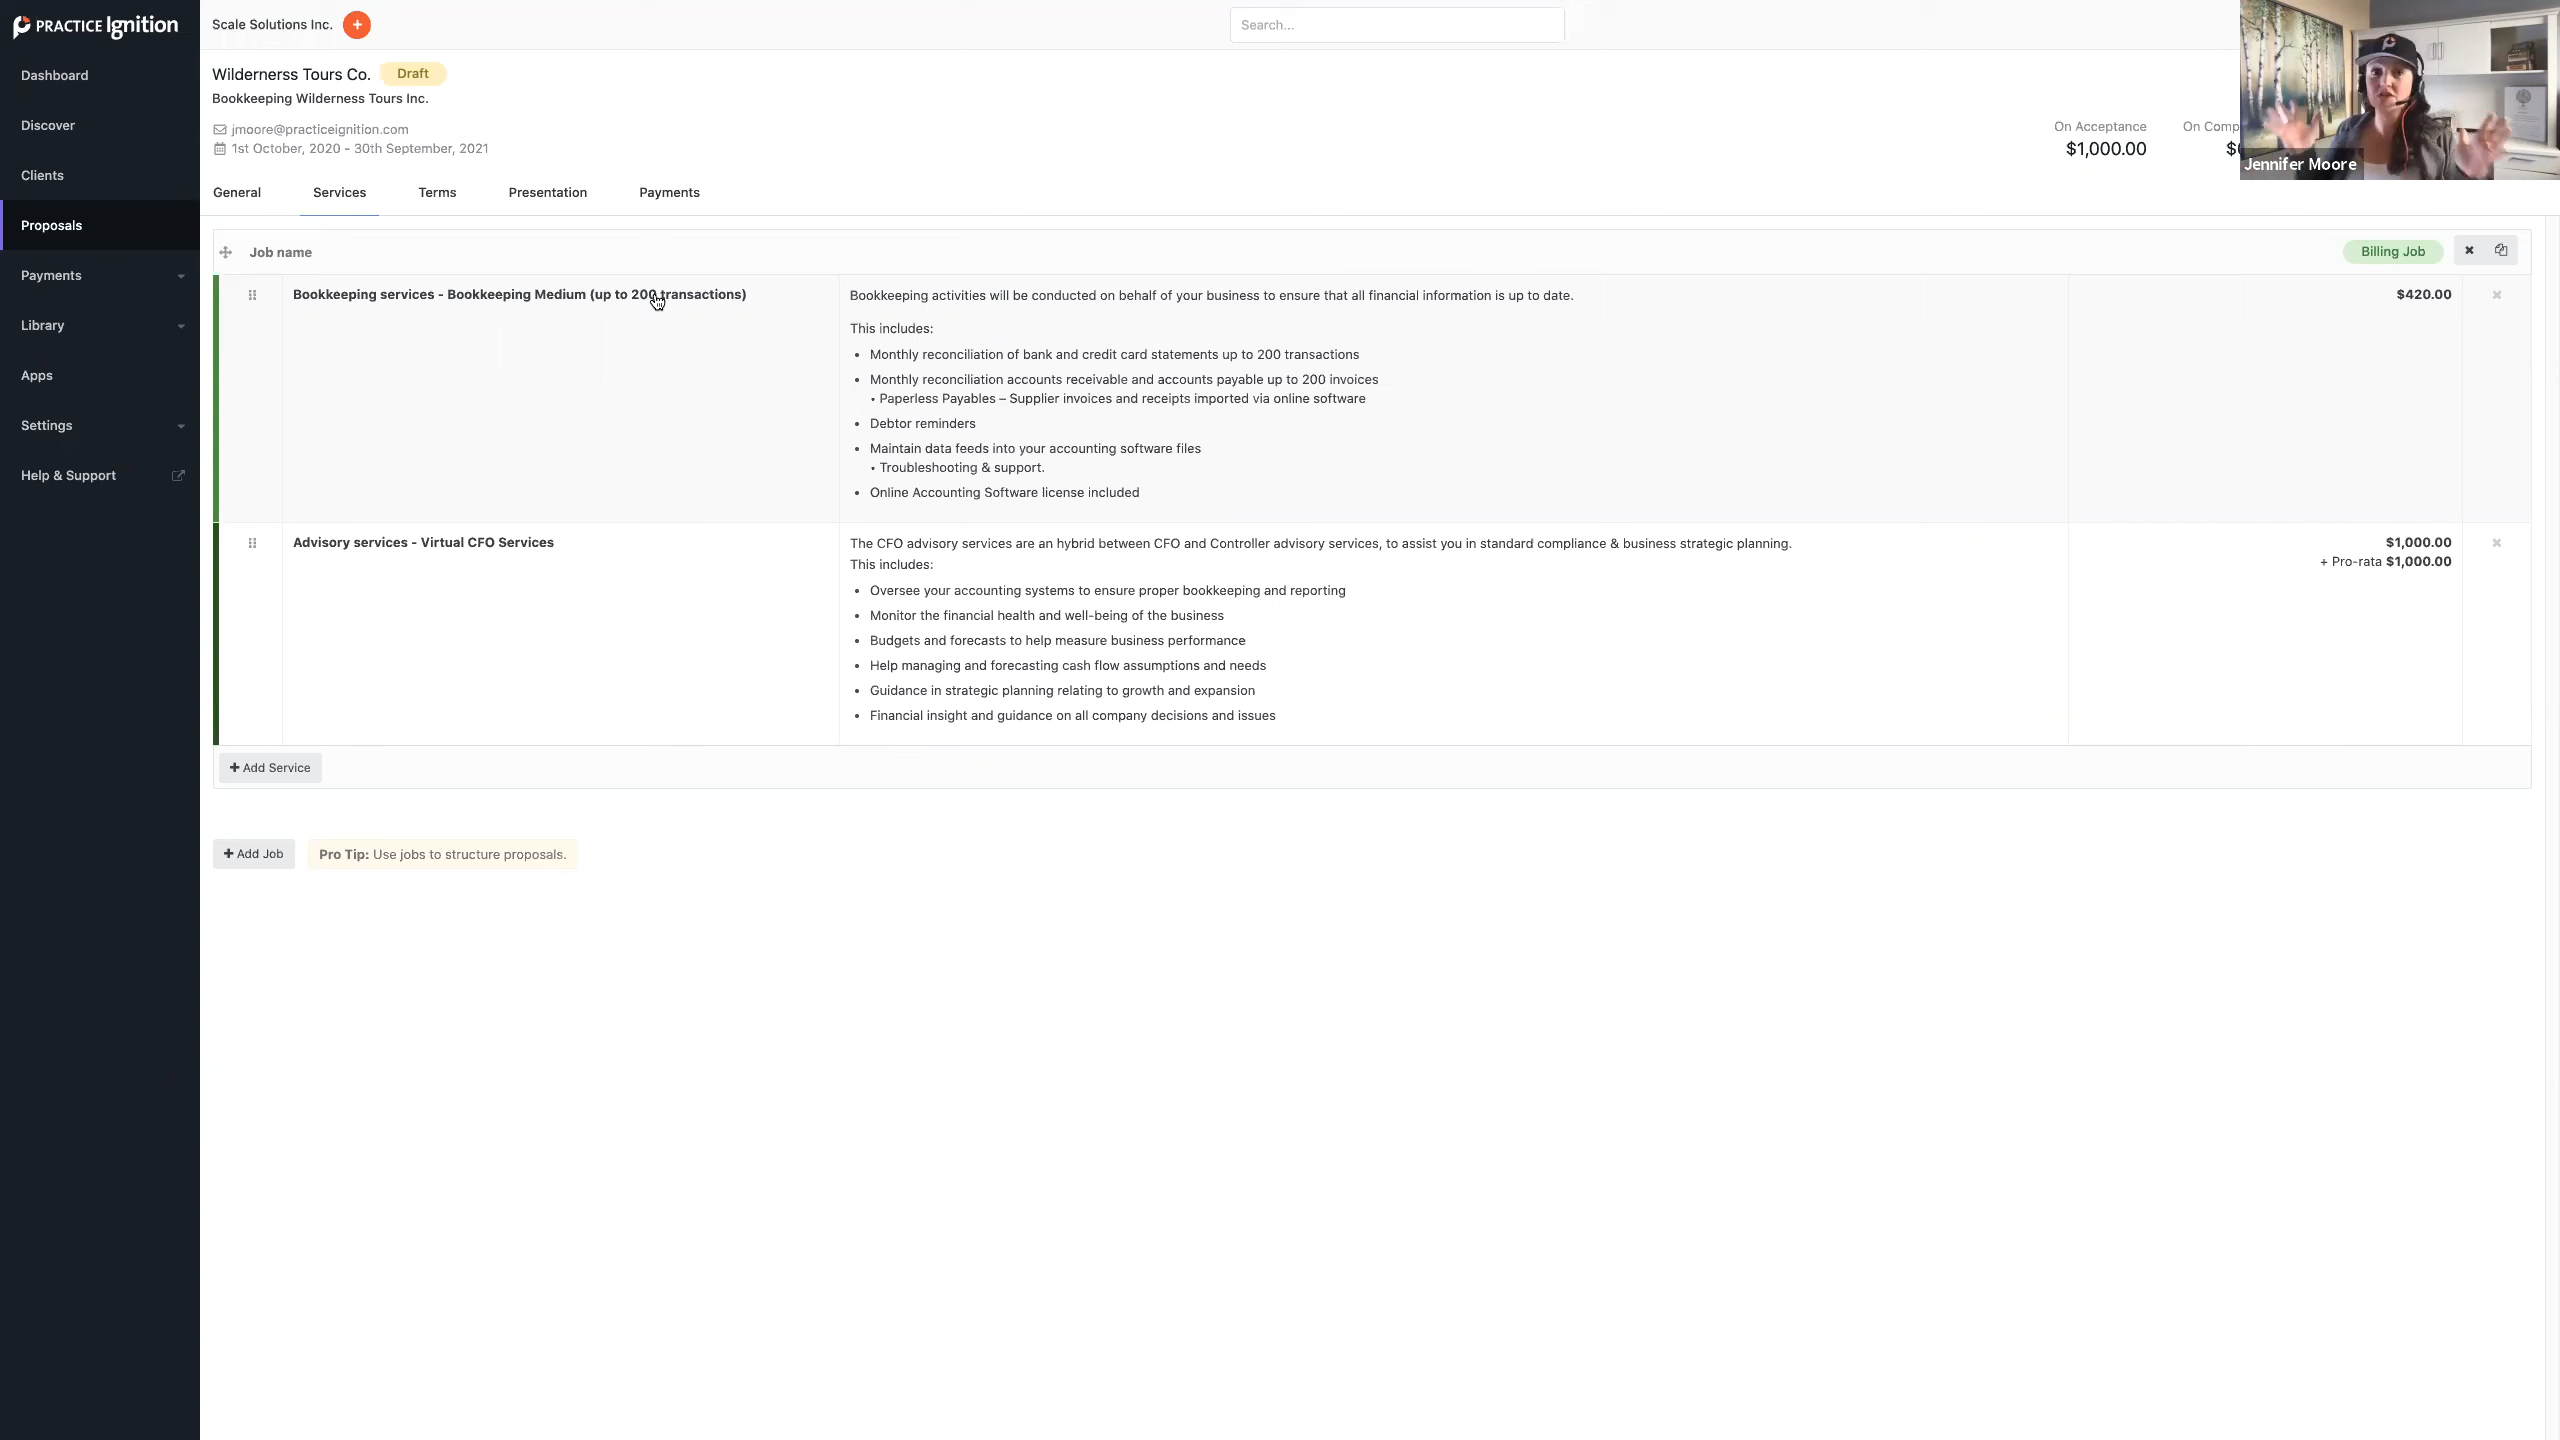 PRACTICE Ignition
Scale Solutions Inc.
Search...
Dashboard
Discover
Clients
Proposals
Payments
Library
Apps
Settings
Help & Support
Wildernerss Tours Co.
Draft
Bookkeeping Wilderness Tours Inc.
jmoore@practiceignition.com
1st October, 2020 - 30th September, 2021
On Acceptance
$1,000.00
On Comp
Jennifer Moore
General
Services
Terms
Presentation
Payments
Job name
Billing Job
Bookkeeping services - Bookkeeping Medium (up to 200 transactions)
Bookkeeping activities will be conducted on behalf of your business to ensure that all financial information is up to date.
This includes:
• Monthly reconciliation of bank and credit card statements up to 200 transactions
• Monthly reconciliation accounts receivable and accounts payable up to 200 invoices
• Paperless Payables – Supplier invoices and receipts imported via online software
• Debtor reminders
• Maintain data feeds into your accounting software files
• Troubleshooting & support.
• Online Accounting Software license included
$420.00
Advisory services - Virtual CFO Services
The CFO advisory services are an hybrid between CFO and Controller advisory services, to assist you in standard compliance & business strategic planning.
This includes:
• Oversee your accounting systems to ensure proper bookkeeping and reporting
• Monitor the financial health and well-being of the business
• Budgets and forecasts to help measure business performance
• Help managing and forecasting cash flow assumptions and needs
• Guidance in strategic planning relating to growth and expansion
• Financial insight and guidance on all company decisions and issues
$1,000.00
+ Pro-rata $1,000.00
+ Add Service
+ Add Job
Pro Tip: Use jobs to structure proposals.